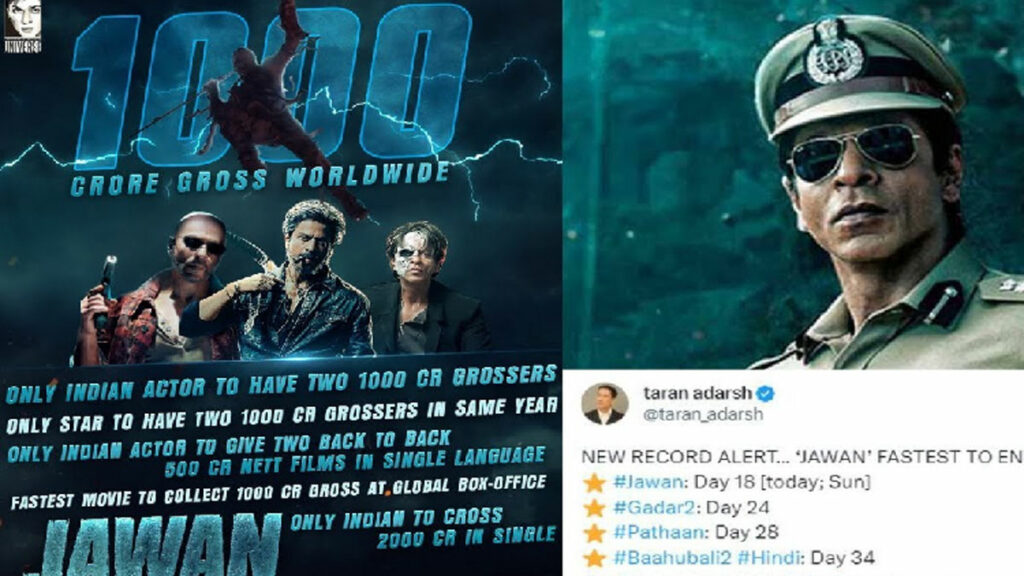 UNIVERSE
1000
CRORE GROSS WORLDWIDE
ONLY INDIAN ACTOR TO HAVE TWO 1000 CR GROSSERS
ONLY STAR TO HAVE TWO 1000 CR GROSSERS IN SAME YEAR
ONLY INDIAN ACTOR TO GIVE TWO BACK TO BACK
500 CR NETT FILMS IN SINGLE LANGUAGE
FASTEST MOVIE TO COLLECT 1000 CR GROSS AT GLOBAL BOX-OFFICE
JAWAN
ONLY INDIAN TO CROSS
2000 CR IN SINGLE
taran adarsh
@taran_adarsh
NEW RECORD ALERT... ‘JAWAN’ FASTEST TO EN
#Jawan: Day 18 [today; Sun]
#Gadar2: Day 24
#Pathaan: Day 28
#Baahubali2 #Hindi: Day 34